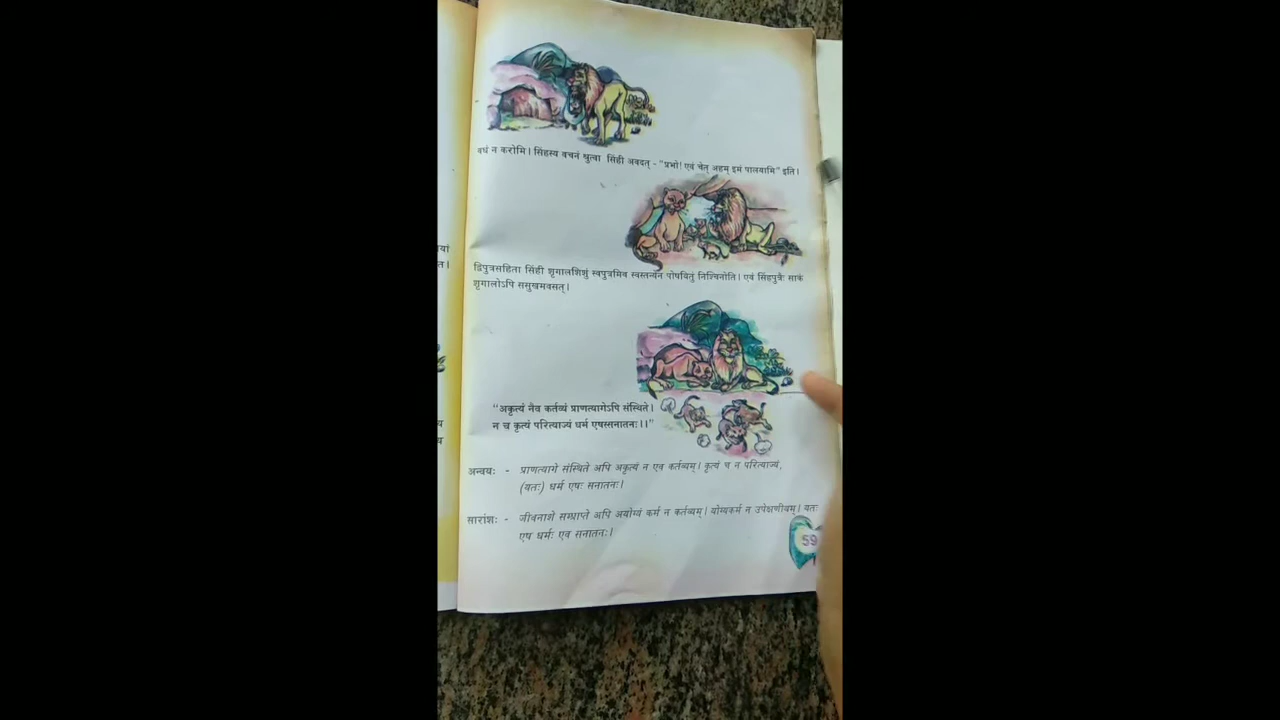 वधं न करोमि। सिंहस्य वचनं श्रुत्वा सिंही अवदत् - "प्रभो! एवं चेत् अहम् इमं पालयामि" इति।
द्विपुत्रसहिता सिंही शृगालशिशुं स्वपुत्रमिव स्वस्तन्येन पोषयितुं निश्चिनोति। एवं सिंहपुत्रैः साकं
शृगालोऽपि ससुखमवसत्।
"अकृत्यं नैव कर्तव्यं प्राणत्यागेऽपि संस्थिते।
न च कृत्यं परित्याज्यं धर्म एषस्सनातनः।।"
अन्वयः - प्राणत्यागे संस्थिते अपि अकृत्यं न एव कर्तव्यम्। कृत्यं च न परित्याज्यं,
(यतः) धर्म एषः सनातनः।
सारांशः - जीवनाशे सम्प्राप्ते अपि अयोग्यं कर्म न कर्तव्यम्। योग्यकर्म न उपेक्षणीयम्। यतः
एष धर्मः एव सनातनः।
59